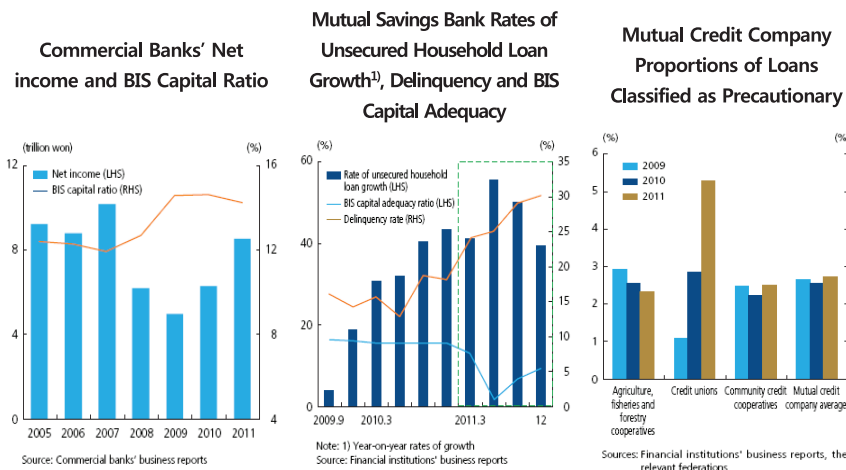 Commercial Banks' Net
income and BIS Capital Ratio
(trillion won)
(%)
12
8
4
0
16
12
8
4
Net income (LHS)
BIS capital ratio (RHS)
2005 2006 2007 2008 2009 2010 2011
Source: Commercial banks' business reports
Mutual Savings Bank Rates of
Unsecured Household Loan
Growth1), Delinquency and BIS
Capital Adequacy
(%)
(%)
60
40
20
0
35
30
25
20
15
10
5
0
Rate of unsecured household
loan growth (LHS)
BIS capital adequacy ratio (LHS)
Delinquency rate (RHS)
2009.9 2010.3 2011.3 12
Note: 1) Year-on-year rates of growth
Source: Financial institutions' business reports
Mutual Credit Company
Proportions of Loans
Classified as Precautionary
(%)
(%)
6
5
4
3
2
1
0
2009
2010
2011
Agriculture,
fisheries and
forestry
cooperatives
Credit unions
Community credit
cooperatives
Mutual credit
company average
Sources: Financial institutions' business reports, the
relevant federations